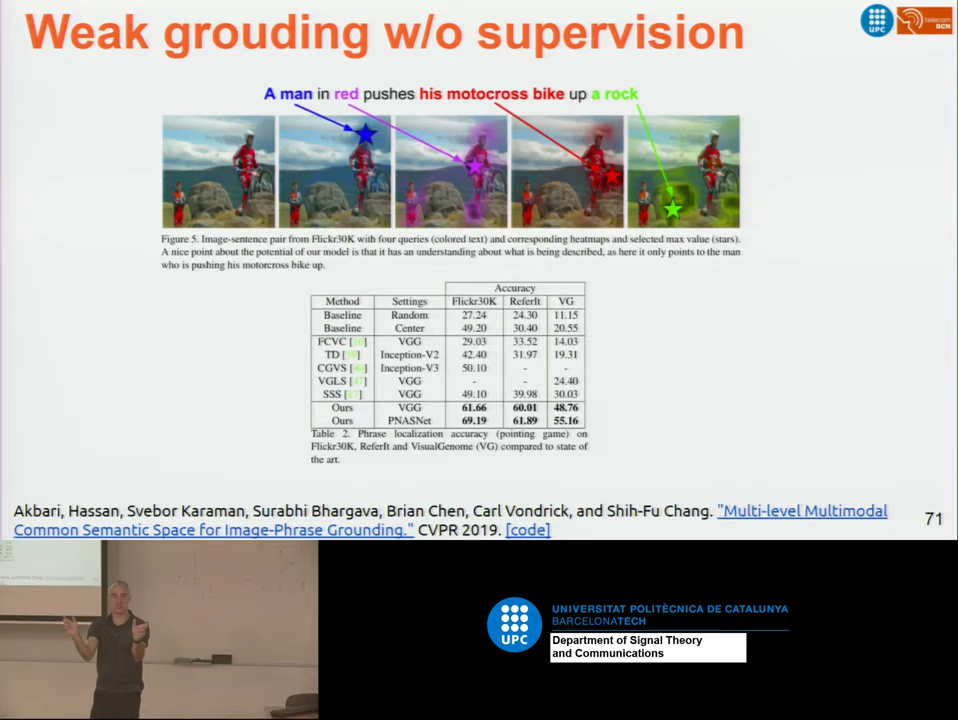 Weak grouding w/o supervision
UPC
telecom
BCN
A man in red pushes his motocross bike up a rock
Figure 5. Image-sentence pair from Flickr30K with four queries (colored text) and corresponding heatmaps and selected max value (stars).
A nice point about the potential of our model is that it has an understanding about what is being described, as here it only points to the man
who is pushing his motorcross bike up.
Accuracy
Method Settings Flickr30K ReferIt VG
Baseline Random 27.24 24.30 11.15
Baseline Center 49.20 30.40 20.55
FCVC [ ] VGG 29.03 33.52 14.03
TD [ ] Inception-V2 42.40 31.97 19.31
CGVS [ ] Inception-V3 50.10 - -
VGLS [ ] VGG - - 24.40
SSS [ ] VGG 49.10 39.98 30.03
Ours VGG 61.66 60.01 48.76
Ours PNASNet 69.19 61.89 55.16
Table 2. Phrase localization accuracy (pointing game) on
Flickr30K, ReferIt and VisualGenome (VG) compared to state of
the art.
Akbari, Hassan, Svebor Karaman, Surabhi Bhargava, Brian Chen, Carl Vondrick, and Shih-Fu Chang. "Multi-level Multimodal
Common Semantic Space for Image-Phrase Grounding." CVPR 2019. [code]
71
UPC
UNIVERSITAT POLITÈCNICA DE CATALUNYA
BARCELONATECH
Department of Signal Theory
and Communications